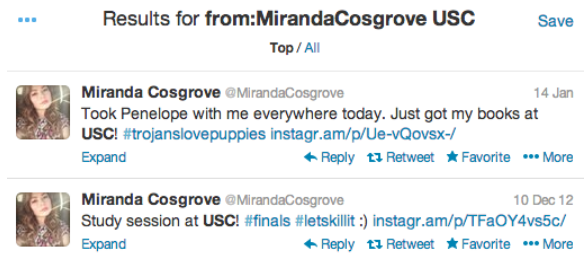 ••• Results for from:MirandaCosgrove USC Save
Top / All
Miranda Cosgrove @MirandaCosgrove 14 Jan
Took Penelope with me everywhere today. Just got my books at
USC! #trojanslovepuppies instagr.am/p/Ue-vQovsx-/
Expand Reply Retweet Favorite ••• More
Miranda Cosgrove @MirandaCosgrove 10 Dec 12
Study session at USC! #finals #letskillit :) instagr.am/p/TFaOY4vs5c/
Expand Reply Retweet Favorite ••• More